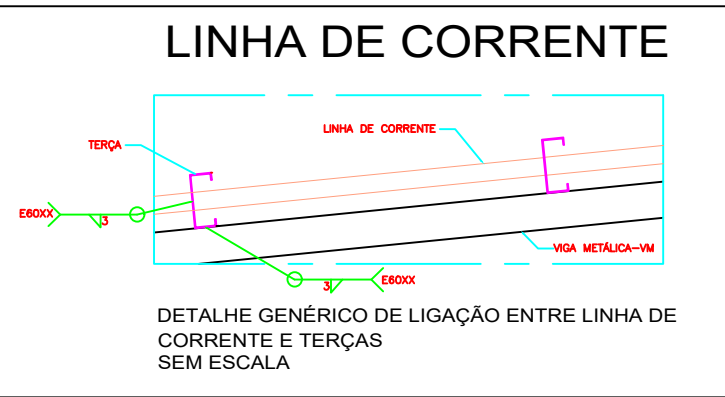 LINHA DE CORRENTE
LINHA DE CORRENTE
TERÇA
E60XX
3
VIGA METÁLICA-VM
3
E60XX
DETALHE GENÉRICO DE LIGAÇÃO ENTRE LINHA DE
CORRENTE E TERÇAS
SEM ESCALA